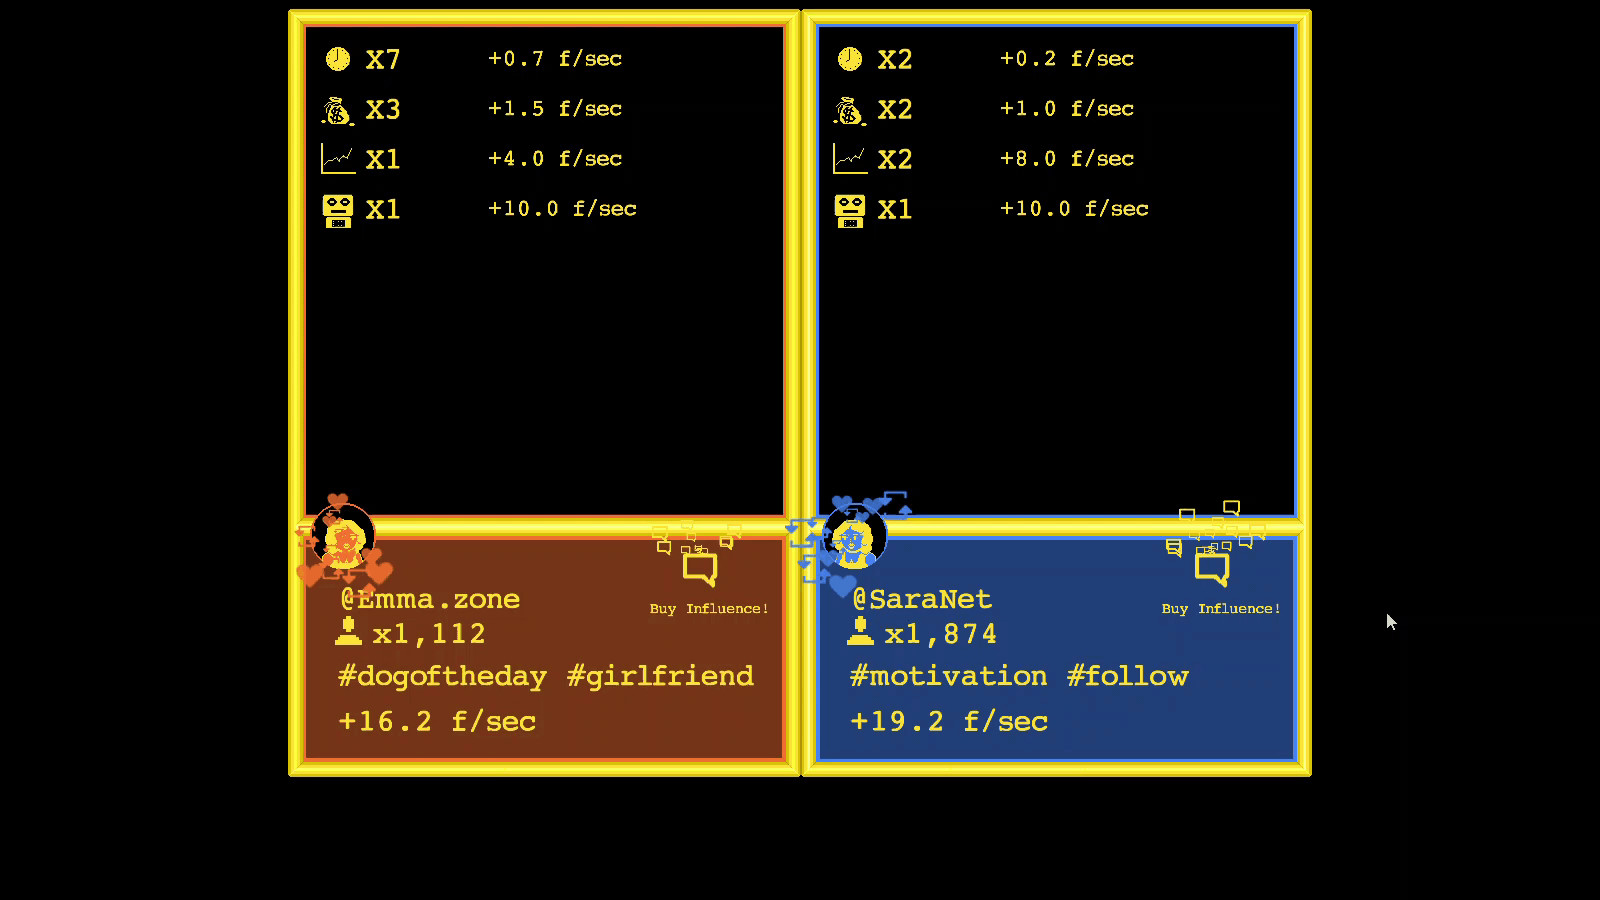 X7 +0.7 f/sec
X3 +1.5 f/sec
X1 +4.0 f/sec
X1 +10.0 f/sec
@Emma.zone
x1,112
Buy Influence!
#dogoftheday #girlfriend
+16.2 f/sec
X2 +0.2 f/sec
X2 +1.0 f/sec
X2 +8.0 f/sec
X1 +10.0 f/sec
@SaraNet
x1,874
Buy Influence!
#motivation #follow
+19.2 f/sec